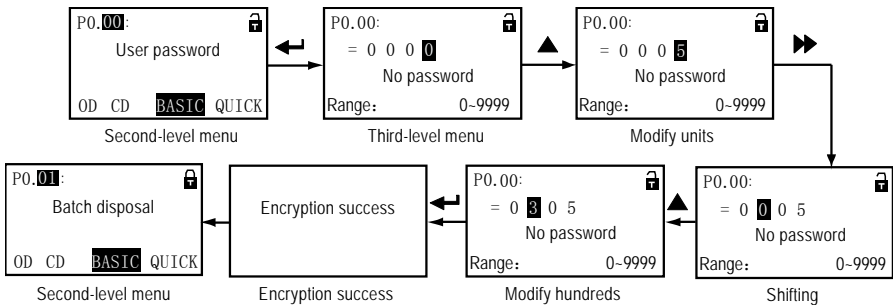 P0.00:
User password
OD CD BASIC QUICK
Second-level menu
P0.00:
= 0 0 0 0
No password
Range: 0~9999
Third-level menu
P0.00:
= 0 0 0 5
No password
Range: 0~9999
Modify units
P0.01:
Batch disposal
OD CD BASIC QUICK
Second-level menu
Encryption success
Encryption success
P0.00:
= 0 3 0 5
No password
Range: 0~9999
Modify hundreds
P0.00:
= 0 0 0 5
No password
Range: 0~9999
Shifting